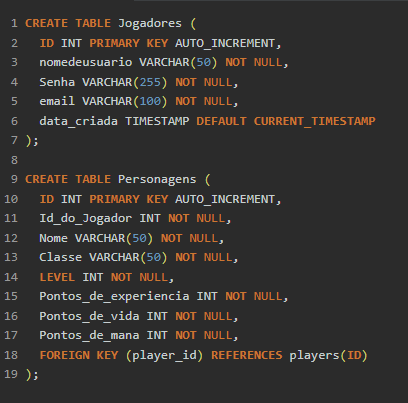 1 CREATE TABLE Jogadores (
2 ID INT PRIMARY KEY AUTO_INCREMENT,
3 nomedeusuario VARCHAR(50) NOT NULL,
4 Senha VARCHAR(255) NOT NULL,
5 email VARCHAR(100) NOT NULL,
6 data_criada TIMESTAMP DEFAULT CURRENT_TIMESTAMP
7 );
8
9 CREATE TABLE Personagens (
10 ID INT PRIMARY KEY AUTO_INCREMENT,
11 Id_do_Jogador INT NOT NULL,
12 Nome VARCHAR(50) NOT NULL,
13 Classe VARCHAR(50) NOT NULL,
14 LEVEL INT NOT NULL,
15 Pontos_de_experiencia INT NOT NULL,
16 Pontos_de_vida INT NOT NULL,
17 Pontos_de_mana INT NOT NULL,
18 FOREIGN KEY (player_id) REFERENCES players(ID)
19 );